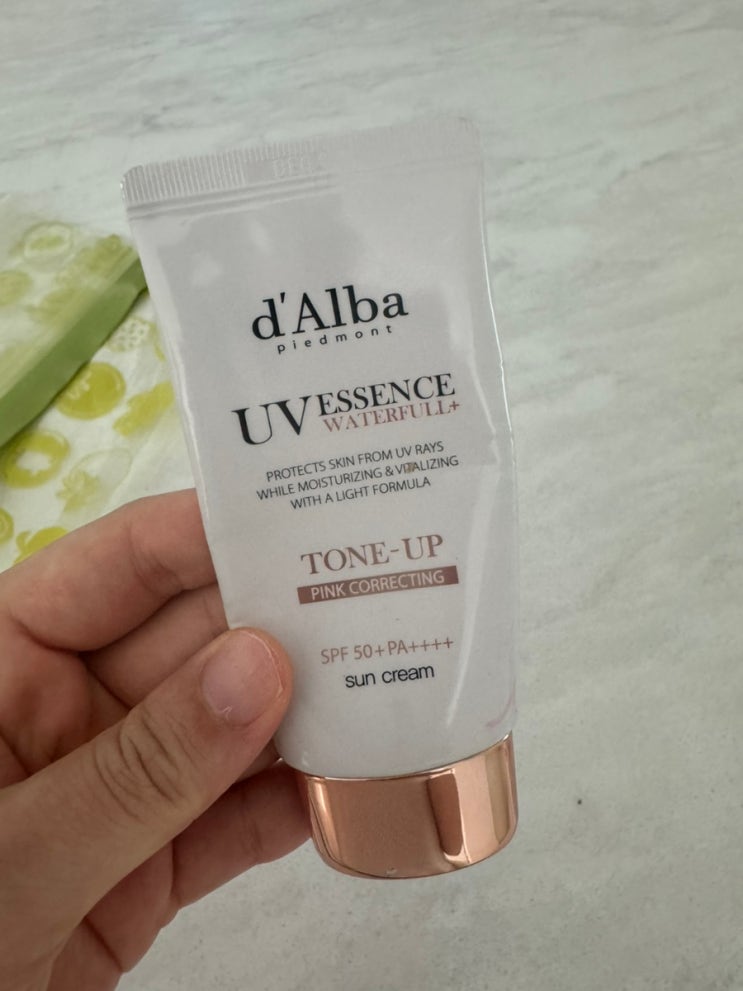 d'Alba
piedmont
UV ESSENCE
WATERFULL+
PROTECTS SKIN FROM UV RAYS
WHILE MOISTURIZING & VITALIZING
WITH A LIGHT FORMULA
TONE-UP
PINK CORRECTING
SPF 50+ PA++++
sun cream